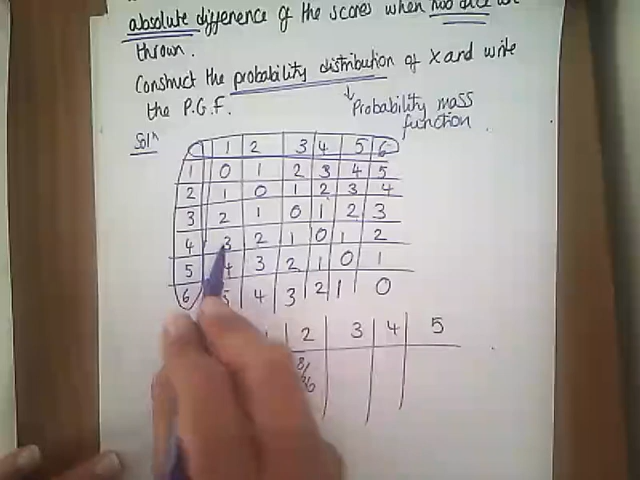 absolute difference of the scores when two dice
thrown.
Construct the probability distribution of X and write
the P.G.F.
Probability mass
function
Solⁿ
1 2 3 4 5 6
1 0 1 2 3 4 5
2 1 0 1 2 3 4
3 2 1 0 1 2 3
4 3 2 1 0 1 2
5 4 3 2 1 0 1
6 5 4 3 2 1 0
2 3 4 5
8/